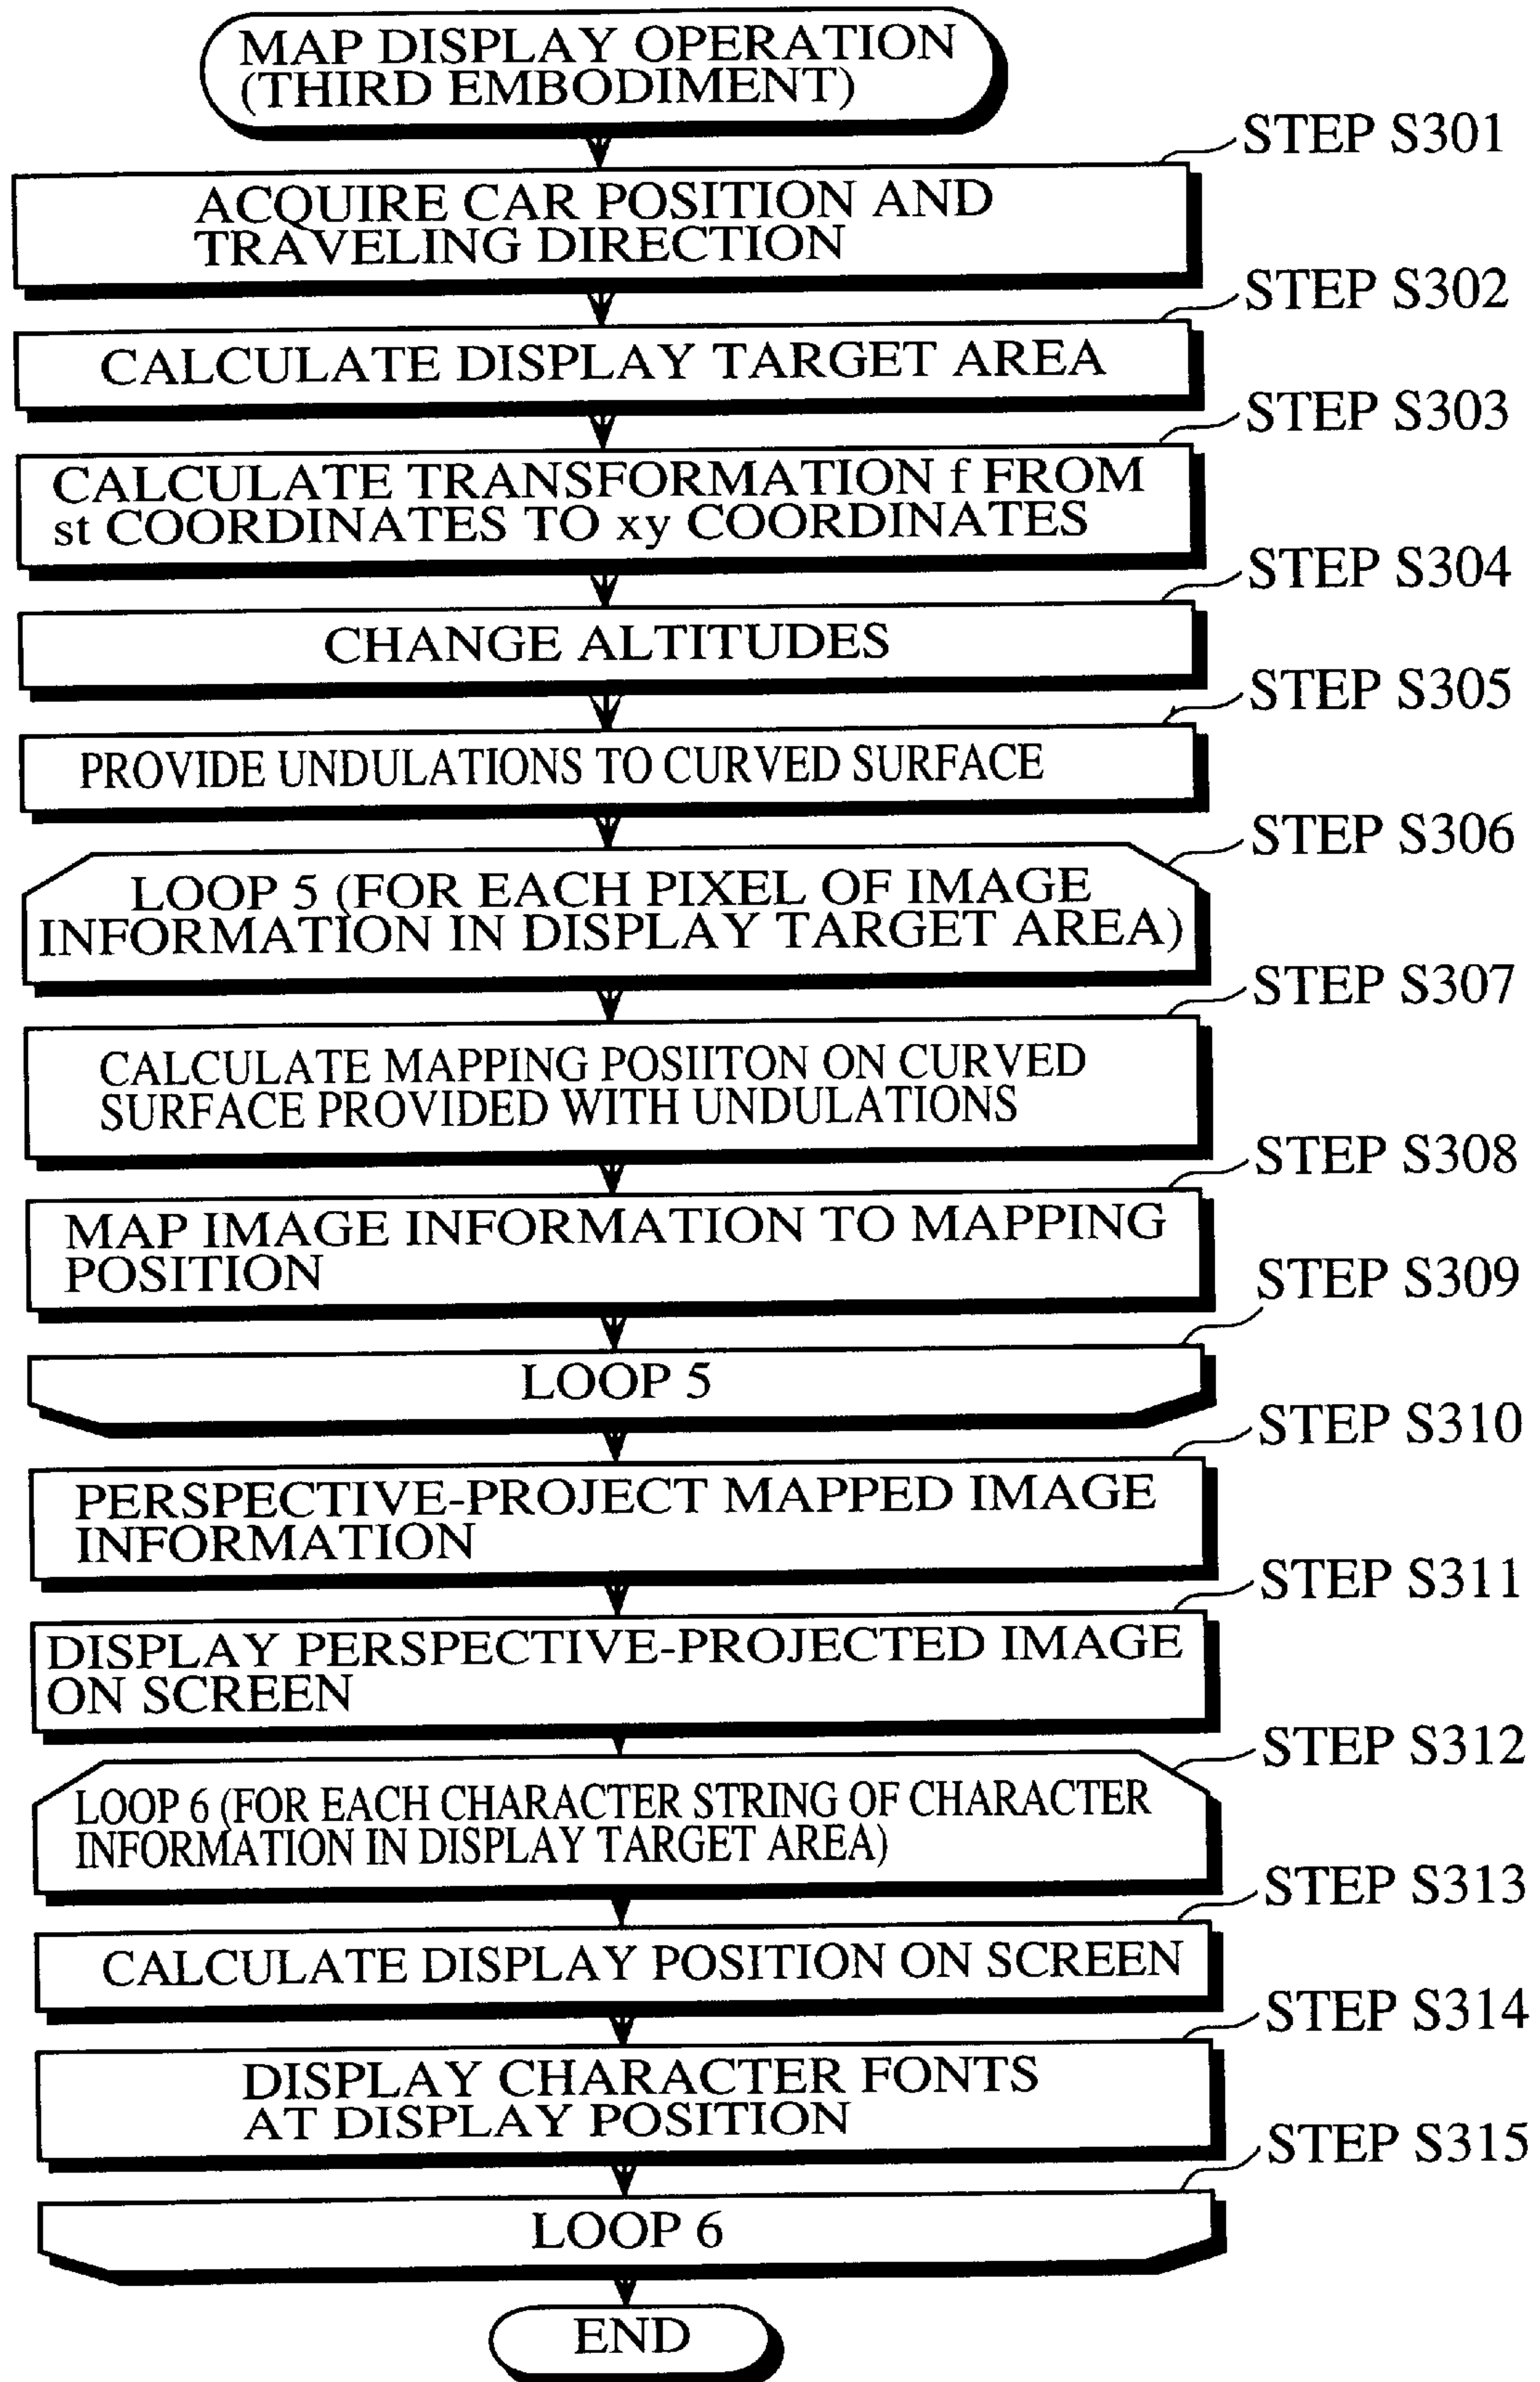 MAP DISPLAY OPERATION
(THIRD EMBODIMENT)
STEP S301
ACQUIRE CAR POSITION AND
TRAVELING DIRECTION
STEP S302
CALCULATE DISPLAY TARGET AREA
STEP S303
CALCULATE TRANSFORMATION f FROM
st COORDINATES TO xy COORDINATES
STEP S304
CHANGE ALTITUDES
STEP S305
PROVIDE UNDULATIONS TO CURVED SURFACE
STEP S306
LOOP 5 (FOR EACH PIXEL OF IMAGE
INFORMATION IN DISPLAY TARGET AREA)
STEP S307
CALCULATE MAPPING POSIITON ON CURVED
SURFACE PROVIDED WITH UNDULATIONS
STEP S308
MAP IMAGE INFORMATION TO MAPPING
POSITION
STEP S309
LOOP 5
STEP S310
PERSPECTIVE-PROJECT MAPPED IMAGE
INFORMATION
STEP S311
DISPLAY PERSPECTIVE-PROJECTED IMAGE
ON SCREEN
STEP S312
LOOP 6 (FOR EACH CHARACTER STRING OF CHARACTER
INFORMATION IN DISPLAY TARGET AREA)
STEP S313
CALCULATE DISPLAY POSITION ON SCREEN
STEP S314
DISPLAY CHARACTER FONTS
AT DISPLAY POSITION
STEP S315
LOOP 6
END